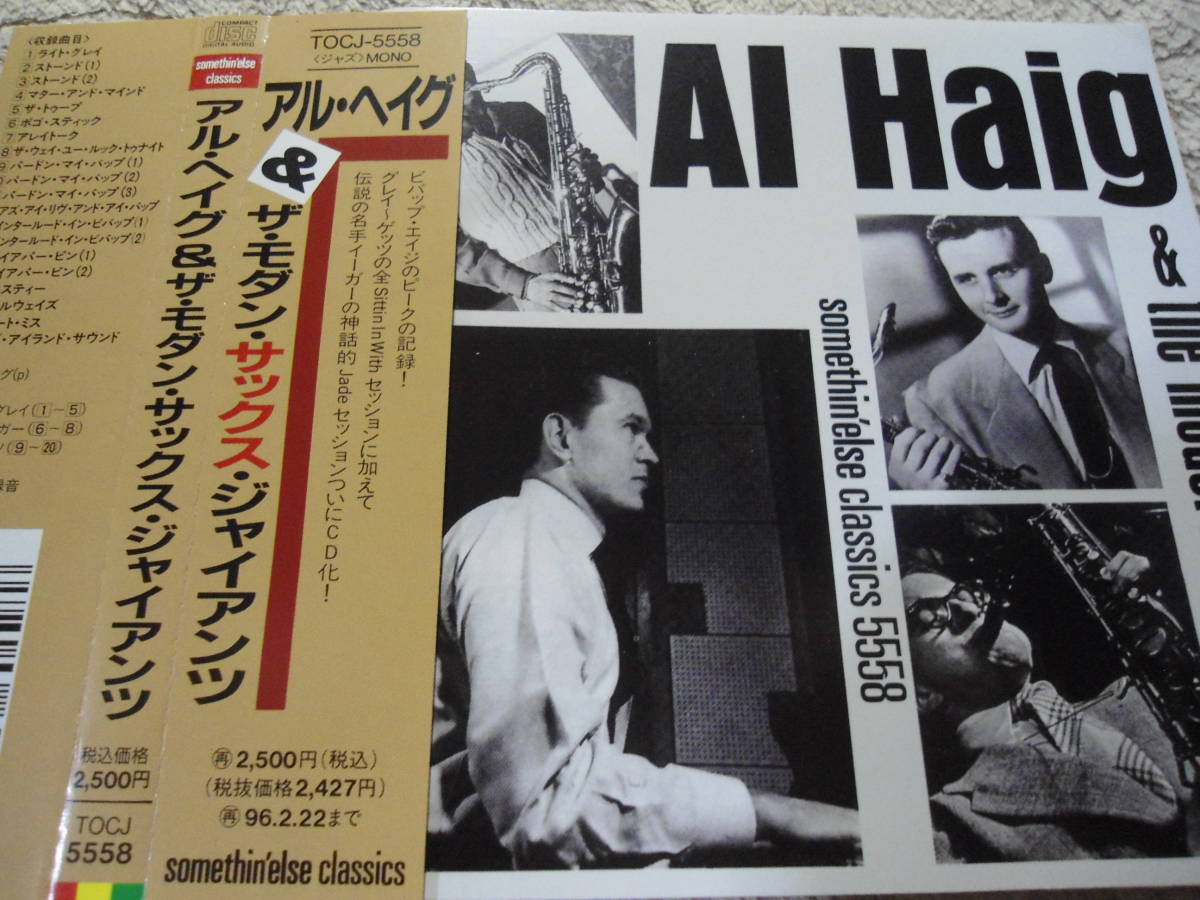 〈収録曲目〉
1 ライト・グレイ
2 ストーンド(1)
3 ストーンド(2)
4 マター・アンド・マインド
5 ザ・トゥープ
6 ポゴ・スティック
7 アレイトーク
8 ザ・ウェイ・ユー・ルック・トゥナイト
9 パードン・マイ・バップ(1)
パードン・マイ・バップ(2)
パードン・マイ・バップ(3)
アズ・アイ・リヴ・アンド・アイ・バップ
ンタールード・イン・ビバップ(1)
ンタールード・イン・ビバップ(2)
イアパー・ピン(1)
イアパー・ピン(2)
スティー
ルウェイズ
ート・ミス
・アイランド・サウンド
グ(p)
グレイ(1~5)
ーガー(6~8)
ツ(9~20)
録音
COMPACT
disc
DIGITAL AUDIO
somethin'else
classics
アル・ヘイグ&ザ・モダン・サックス・ジャイアンツ
税込価格
2,500円
TOCJ
5558
TOCJ-5558
〈ジャズ〉MONO
アル・ヘイグ
&
ザ・モダン・サックス・ジャイアンツ
ビバップ・エイジのピークの記録!
グレイ~ゲッツの全Sittin in With セッションに加えて
伝説の名手イーガーの神話的 Jade セッションついにCD化!
再 2,500円(税込)
(税抜価格2,427円)
再 96.2.22まで
somethin'else classics
Al Haig
& the Mode
somethin'else classics 5558